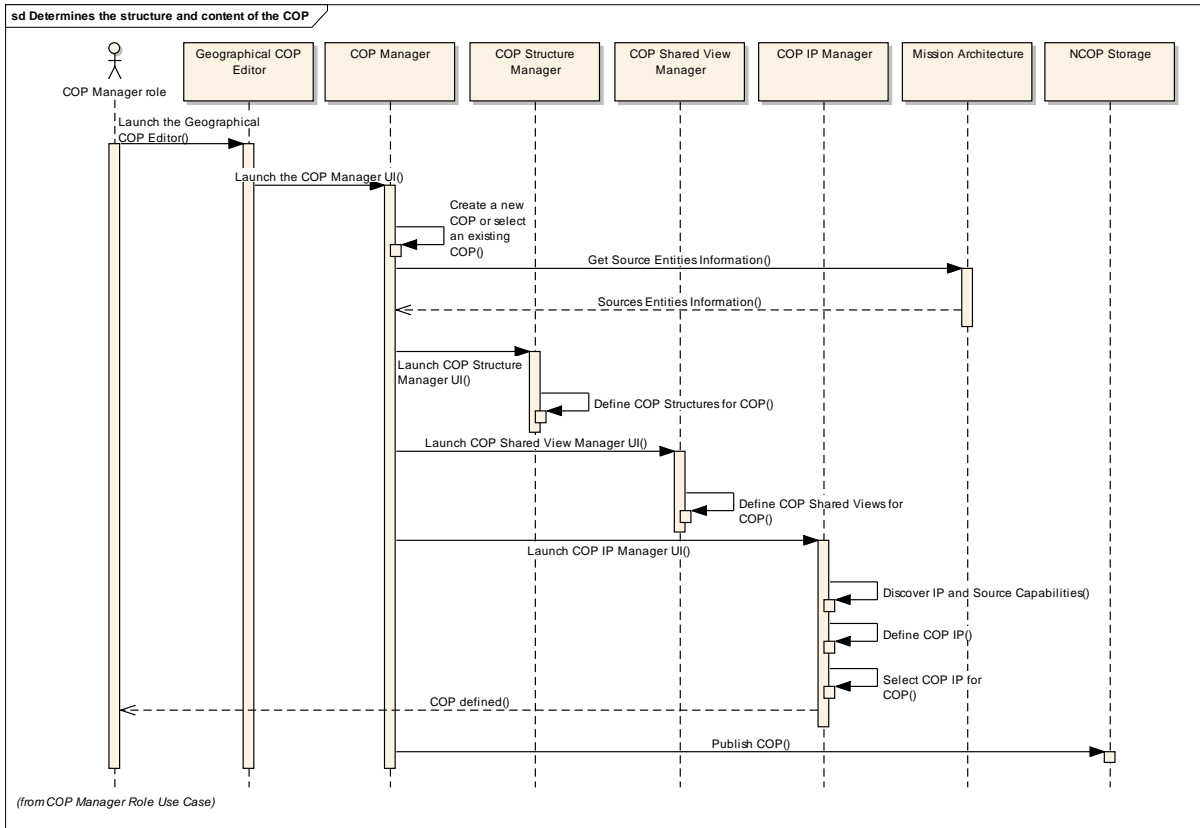 sd Determines the structure and content of the COP
COP Manager role
Geographical COP
Editor
COP Manager
COP Structure
Manager
COP Shared View
Manager
COP IP Manager
Mission Architecture
NCOP Storage
Launch the Geographical
COP Editor()
Launch the COP Manager UI()
Create a new
COP or select
an existing
COP()
Get Source Entities Information()
Sources Entities Information()
Launch COP Structure
Manager UI()
Define COP Structures for COP()
Launch COP Shared View Manager UI()
Define COP Shared Views for
COP()
Launch COP IP Manager UI()
Discover IP and Source Capabilities()
Define COP IP()
Select COP IP for
COP()
COP defined()
Publish COP()
(from COP Manager Role Use Case)